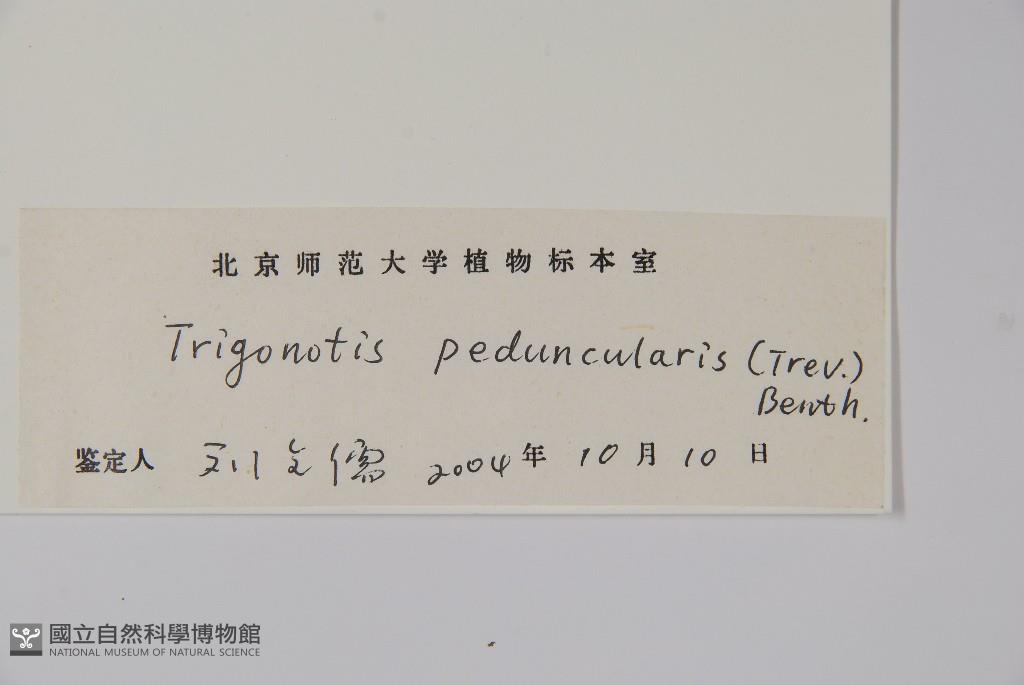 北京师范大学植物标本室
Trigonotis peduncularis (Trev.)
Benth.
鉴定人 刘全儒 2004年10月10日
國立自然科學博物館
NATIONAL MUSEUM OF NATURAL SCIENCE